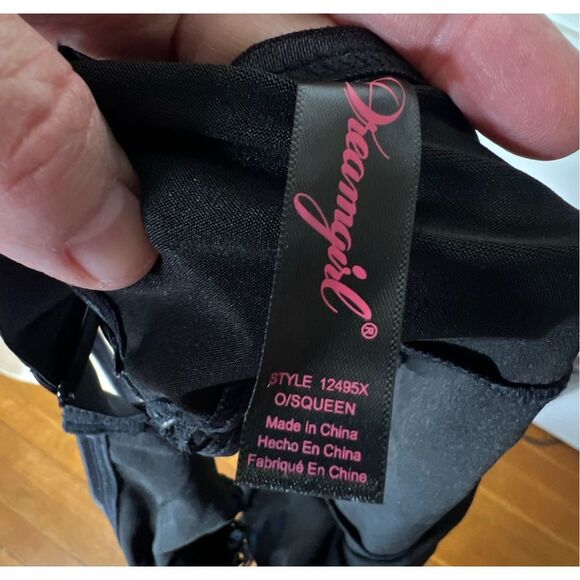 Dreamgirl®
STYLE 12495X
O/SQUEEN
Made In China
Hecho En China
Fabriqué En Chine